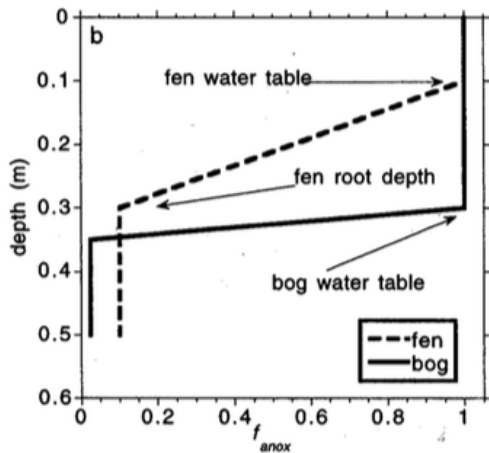 b
0
0.1
0.2
0.3
0.4
0.5
0.6
depth (m)
fen water table
fen root depth
bog water table
fen
bog
0 0.2 0.4 0.6 0.8 1
f anox